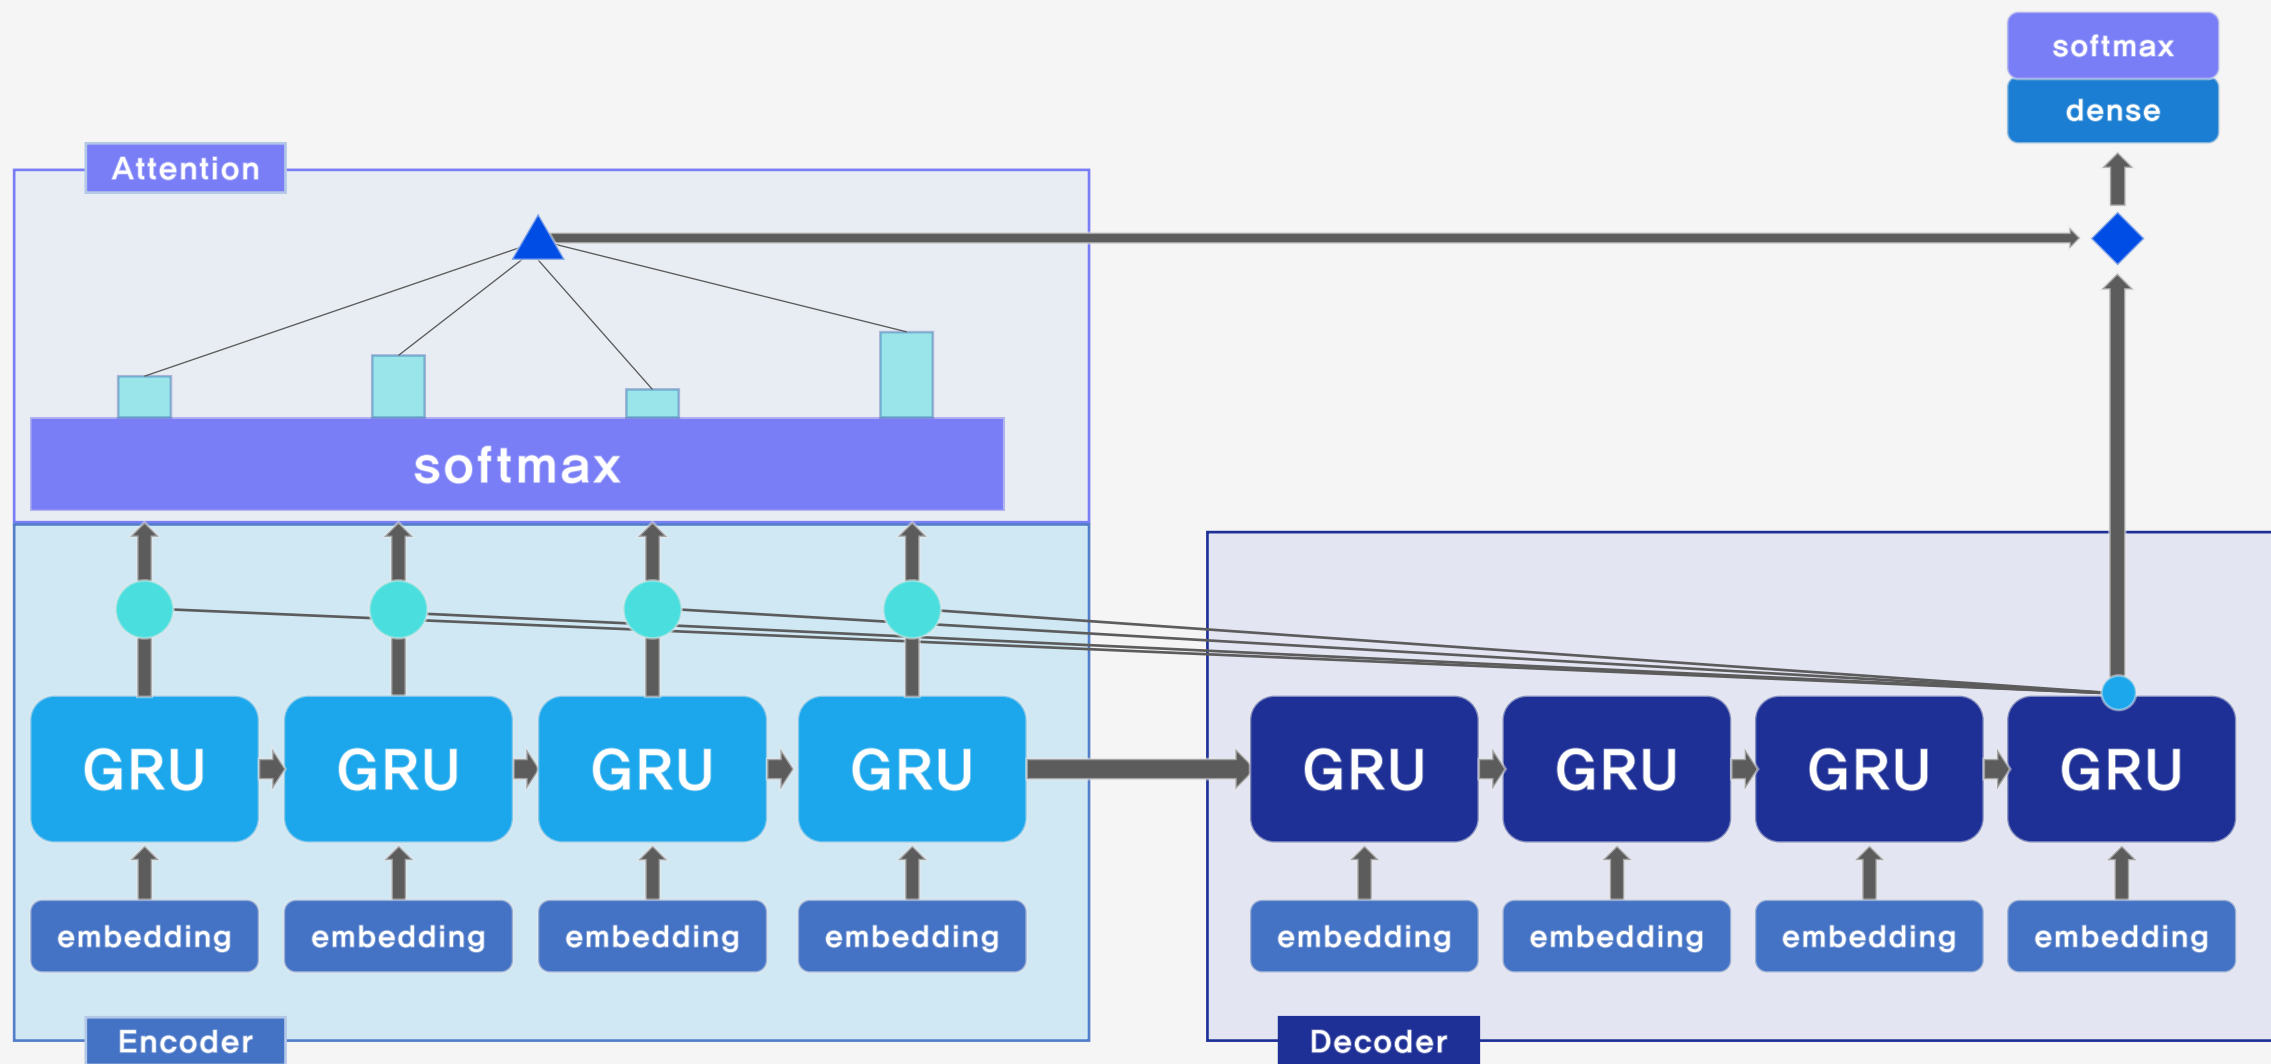 softmax
dense
Attention
softmax
GRU GRU GRU GRU GRU GRU GRU GRU
embedding embedding embedding embedding embedding embedding embedding embedding
Encoder Decoder